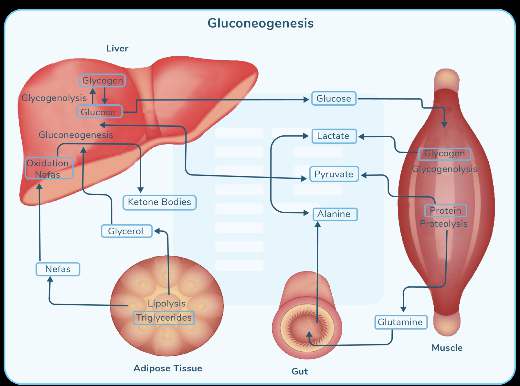 Gluconeogenesis
Liver
Glycogen
Glycogenolysis
Glucose
Glucose
Gluconeogenesis
Lactate
Glycogen
Glycogenolysis
Oxidation
Nefas
Pyruvate
Ketone Bodies
Alanine
Protein
Proteolysis
Glycerol
Nefas
Lipolysis
Triglycerides
Glutamine
Adipose Tissue
Gut
Muscle